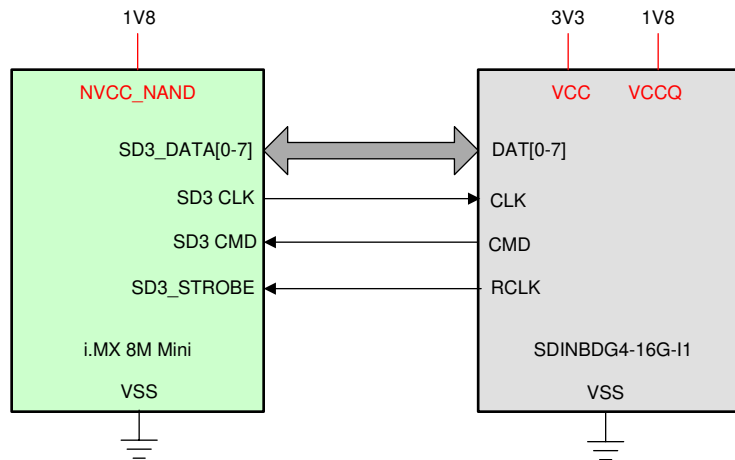 1V8
3V3
1V8
NVCC_NAND
VCC
VCCQ
SD3_DATA[0-7]
DAT[0-7]
SD3 CLK
CLK
SD3 CMD
CMD
SD3_STROBE
RCLK
i.MX 8M Mini
SDINBDG4-16G-I1
VSS
VSS